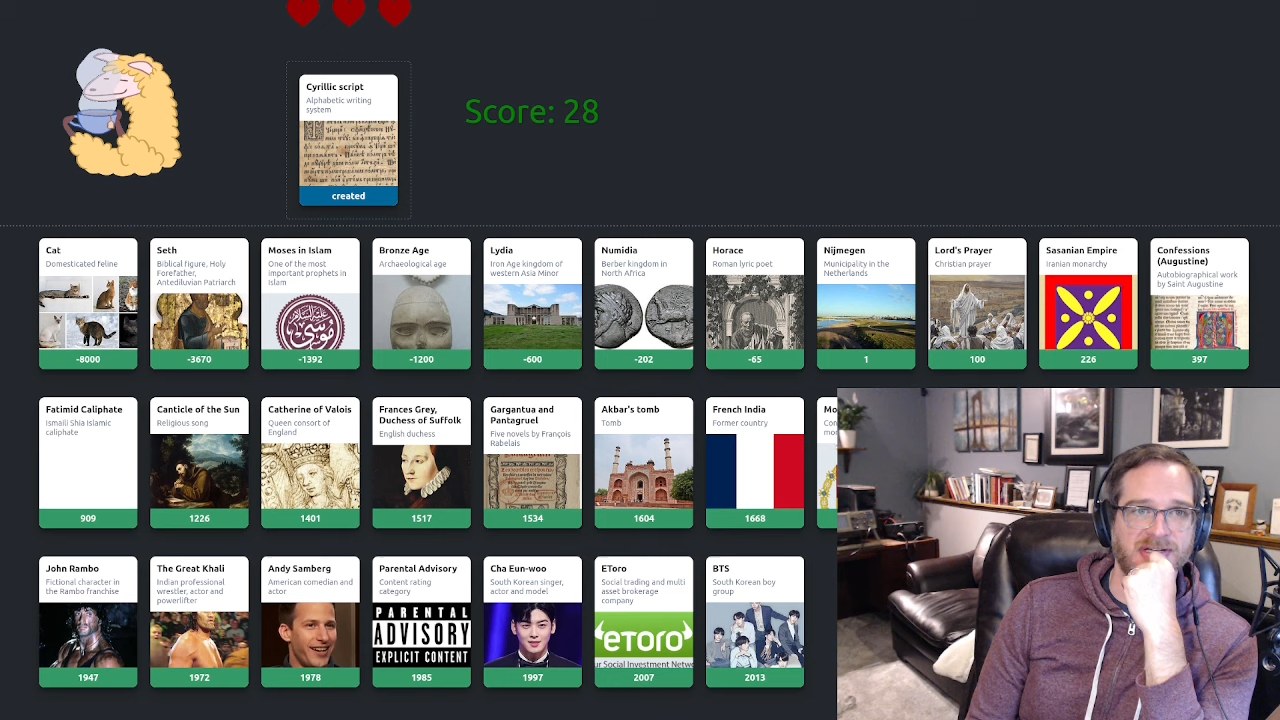 Cyrillic script
Alphabetic writing
system
created
Score: 28
Cat
Domesticated feline
-8000
Seth
Biblical figure, Holy
Forefather,
Antediluvian Patriarch
-3670
Moses in Islam
One of the most
important prophets in
Islam
-1392
Bronze Age
Archaeological age
-1200
Lydia
Iron Age kingdom of
western Asia Minor
-600
Numidia
Berber kingdom in
North Africa
-202
Horace
Roman lyric poet
-65
Nijmegen
Municipality in the
Netherlands
1
Lord's Prayer
Christian prayer
100
Sasanian Empire
Iranian monarchy
226
Confessions
(Augustine)
Autobiographical work
by Saint Augustine
397
Fatimid Caliphate
Ismaili Shia Islamic
caliphate
909
Canticle of the Sun
Religious song
1226
Catherine of Valois
Queen consort of
England
1401
Frances Grey,
Duchess of Suffolk
English duchess
1517
Gargantua and
Pantagruel
Five novels by François
Rabelais
1534
Akbar's tomb
Tomb
1604
French India
Former country
1668
John Rambo
Fictional character in
the Rambo franchise
1947
The Great Khali
Indian professional
wrestler, actor and
powerlifter
1972
Andy Samberg
American comedian and
actor
1978
Parental Advisory
Content rating
category
PARENTAL
ADVISORY
EXPLICIT CONTENT
1985
Cha Eun-woo
South Korean singer,
actor and model
1997
EToro
Social trading and multi
asset brokerage
company
eToro
ur Social Investment Netwo
2007
BTS
South Korean boy
group
2013